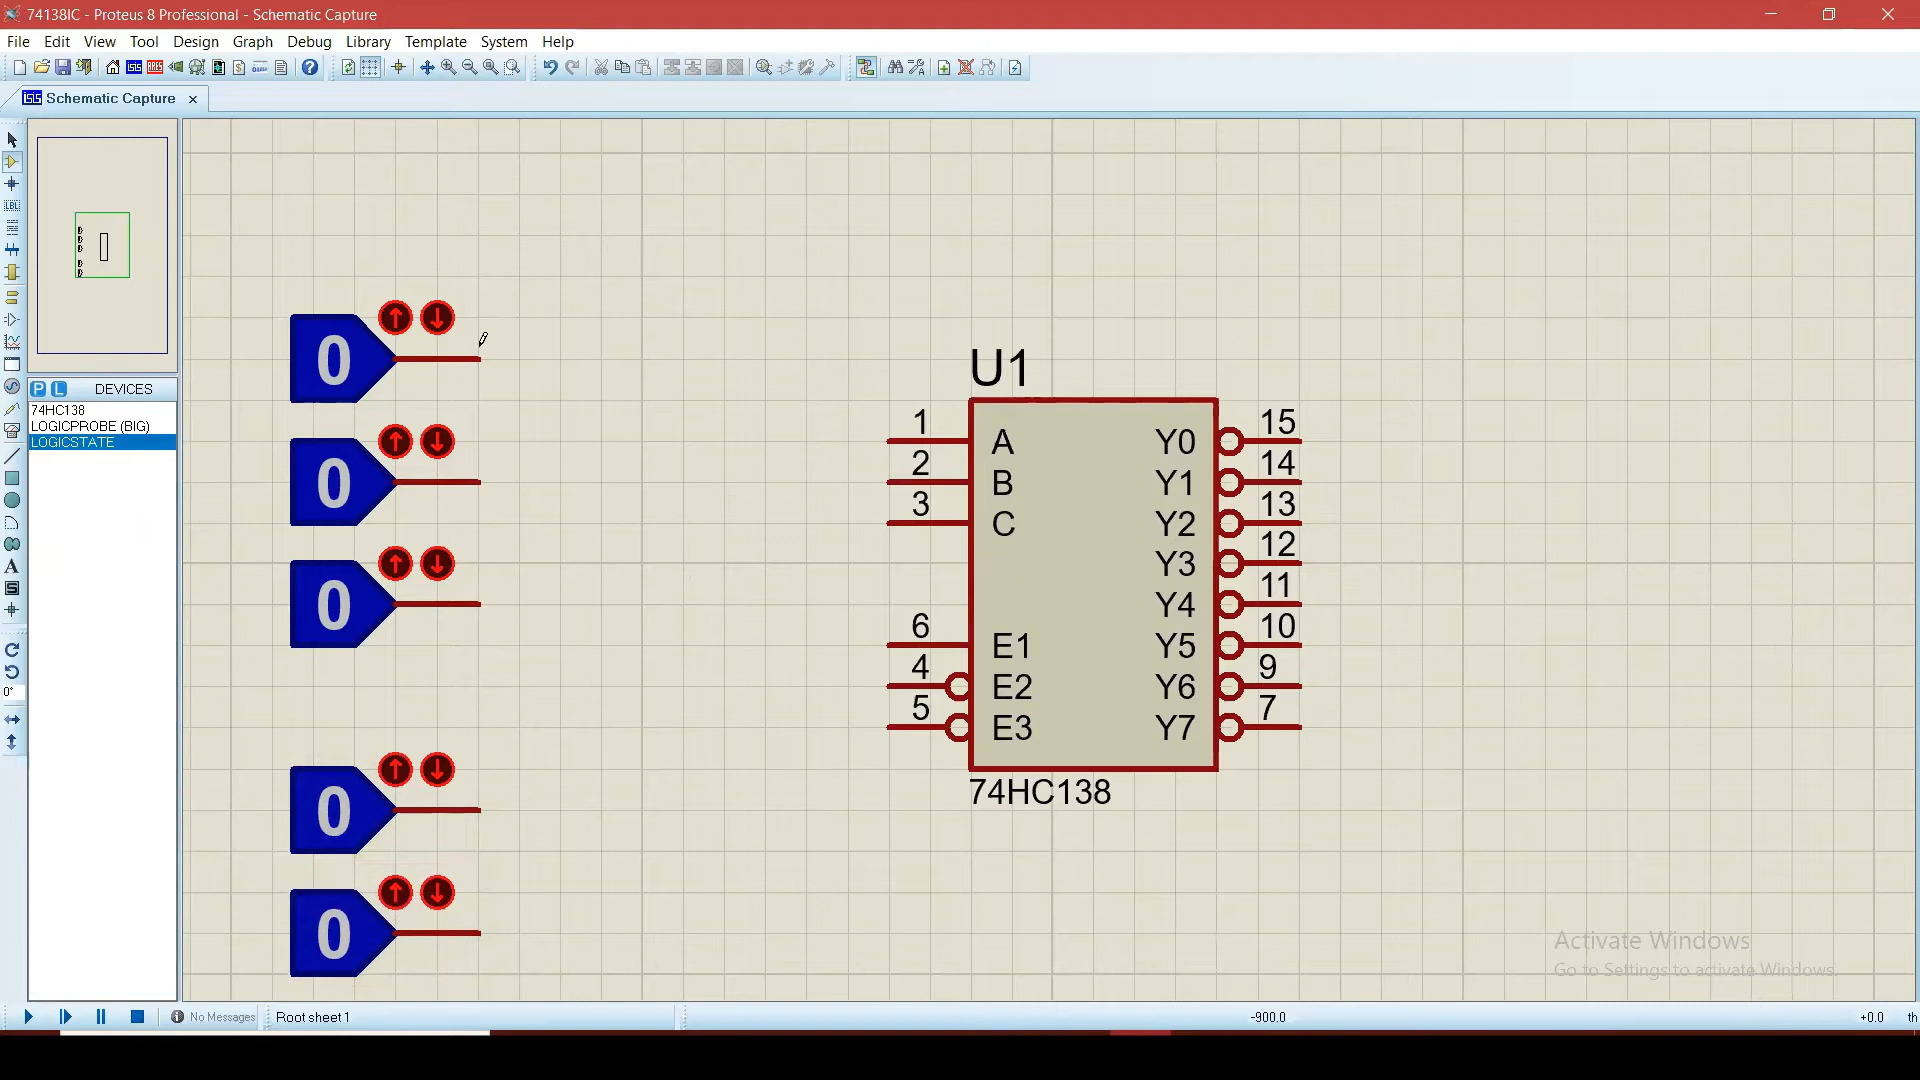 74138IC - Proteus 8 Professional - Schematic Capture
File Edit View Tool Design Graph Debug Library Template System Help
Schematic Capture
P L DEVICES
74HC138
LOGICPROBE (BIG)
LOGICSTATE
0°
0
0
0
0
0
U1
1 A Y0 15
2 B Y1 14
3 C Y2 13
Y3 12
Y4 11
6 E1 Y5 10
4 E2 Y6 9
5 E3 Y7 7
74HC138
Activate Windows
Go to Settings to activate Windows.
No Messages Root sheet 1 -900.0 +0.0 th